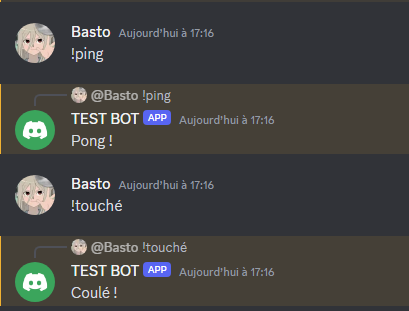 Basto Aujourd'hui à 17:16
!ping
@Basto !ping
TEST BOT APP Aujourd'hui à 17:16
Pong !
Basto Aujourd'hui à 17:16
!touché
@Basto !touché
TEST BOT APP Aujourd'hui à 17:16
Coulé !